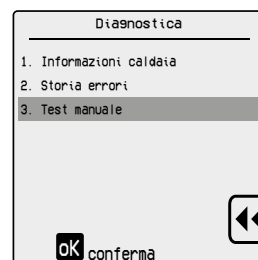 Diagnostica
1. Informazioni caldaia
2. Storia errori
3. Test manuale
OK conferma